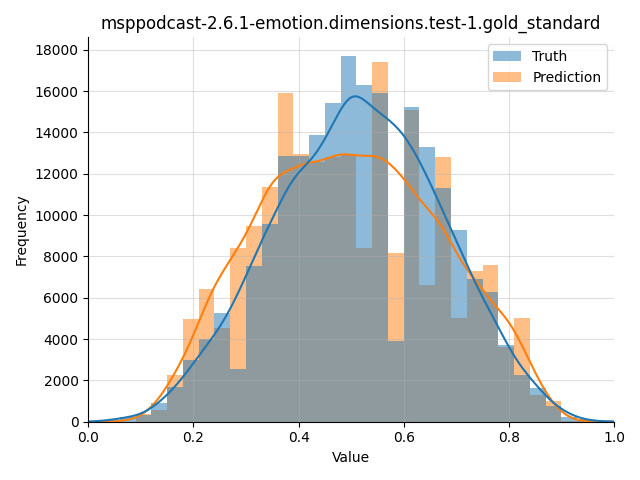 msppodcast-2.6.1-emotion.dimensions.test-1.gold_standard
Truth
Prediction
18000
16000
14000
12000
10000
8000
6000
4000
2000
0
Frequency
0.0 0.2 0.4 0.6 0.8 1.0
Value